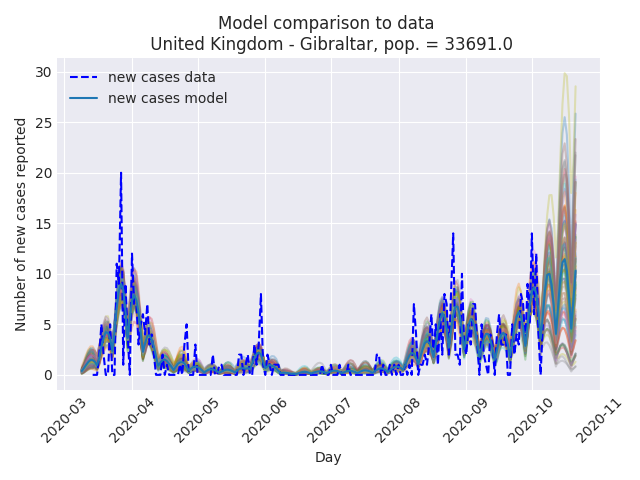 Model comparison to data
United Kingdom - Gibraltar, pop. = 33691.0
new cases data
new cases model
Number of new cases reported
30
25
20
15
10
5
0
2020-03
2020-04
2020-05
2020-06
2020-07
2020-08
2020-09
2020-10
2020-11
Day